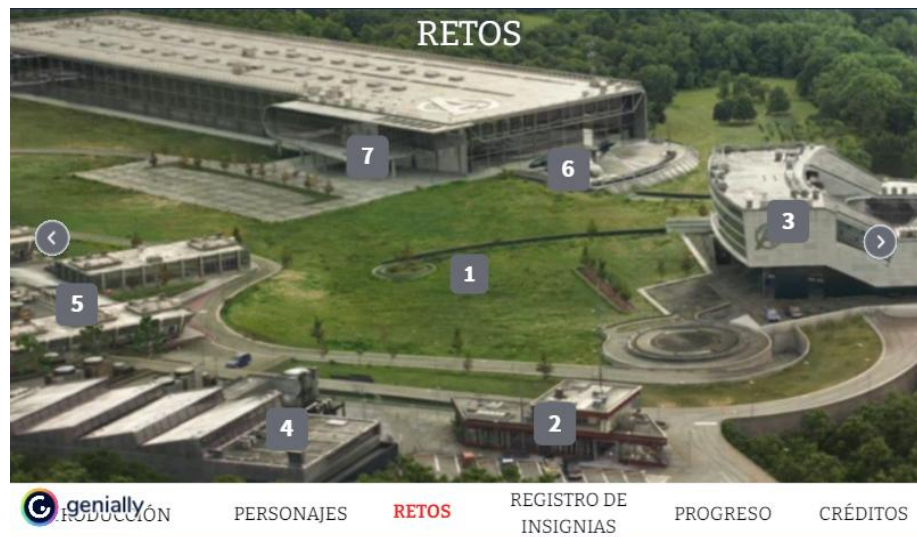 RETOS
7
6
3
1
5
4
2
genially
PERSONAJES
RETOS
REGISTRO DE
INSIGNIAS
PROGRESO
CRÉDITOS